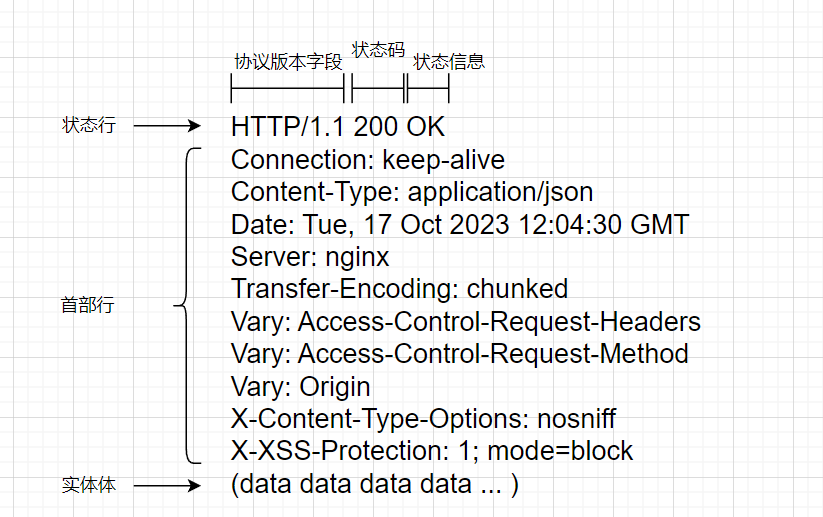 协议版本字段 状态码 状态信息
状态行 HTTP/1.1 200 OK
Connection: keep-alive
Content-Type: application/json
Date: Tue, 17 Oct 2023 12:04:30 GMT
Server: nginx
首部行 Transfer-Encoding: chunked
Vary: Access-Control-Request-Headers
Vary: Access-Control-Request-Method
Vary: Origin
X-Content-Type-Options: nosniff
X-XSS-Protection: 1; mode=block
实体体 (data data data data ... )